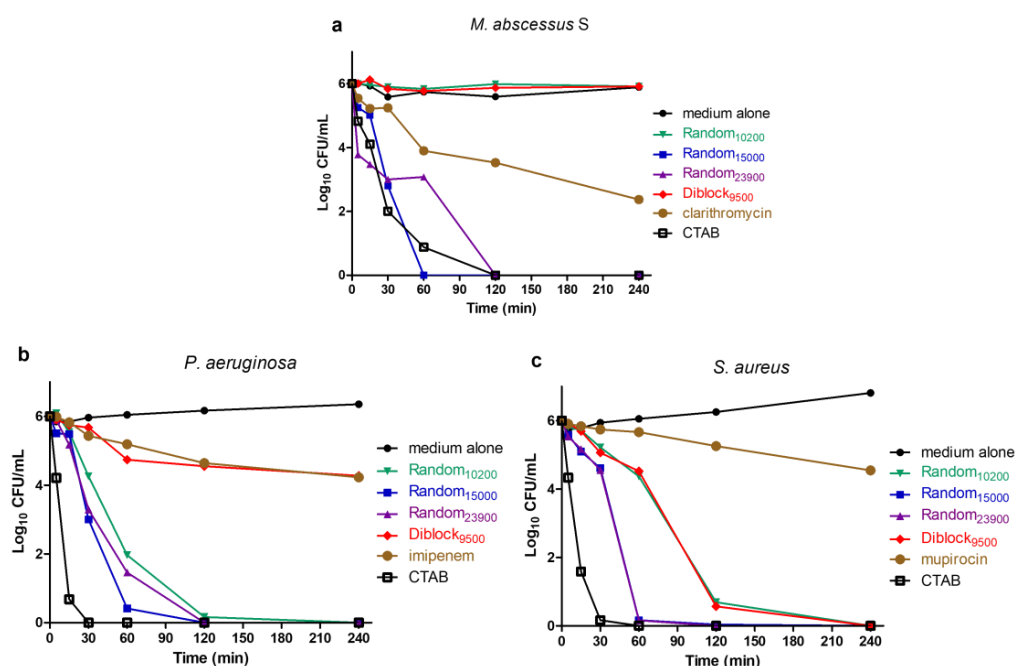 a
M. abscessus S
Log10 CFU/mL
6
4
2
0
0 30 60 90 120 150 180 210 240
Time (min)
medium alone
Random10200
Random15000
Random23900
Diblock9500
clarithromycin
CTAB
b
P. aeruginosa
Log10 CFU/mL
6
4
2
0
0 30 60 90 120 150 180 210 240
Time (min)
medium alone
Random10200
Random15000
Random23900
Diblock9500
imipenem
CTAB
c
S. aureus
Log10 CFU/mL
6
4
2
0
0 30 60 90 120 150 180 210 240
Time (min)
medium alone
Random10200
Random15000
Random23900
Diblock9500
mupirocin
CTAB